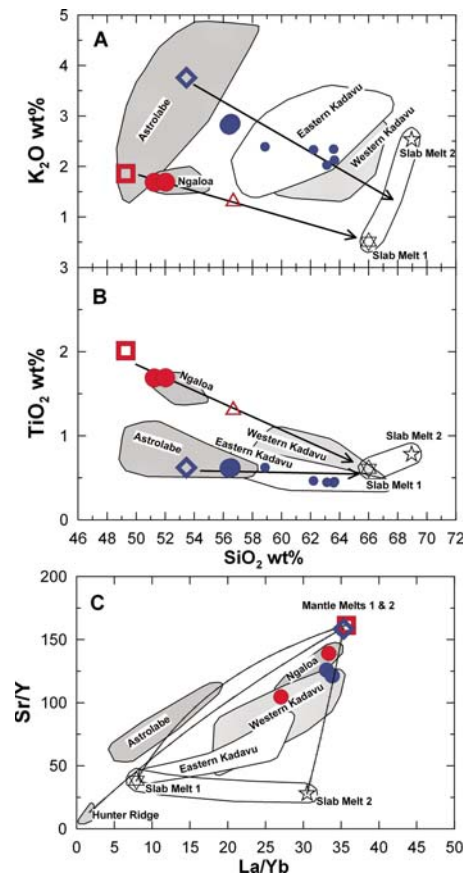 A
K2O wt%
5
4
3
2
1
3
Astrolabe
Ngaloa
Eastern Kadavu
Western Kadavu
Slab Melt 2
Slab Melt 1
B
TiO2 wt%
2
1
0
Ngaloa
Astrolabe
Western Kadavu
Eastern Kadavu
Slab Melt 2
Slab Melt 1
46 48 50 52 54 56 58 60 62 64 66 68 70 72
SiO2 wt%
C
Sr/Y
200
150
100
50
0
Mantle Melts 1 & 2
Ngaloa
Western Kadavu
Astrolabe
Eastern Kadavu
Slab Melt 1
Slab Melt 2
Hunter Ridge
0 5 10 15 20 25 30 35 40 45 50
La/Yb